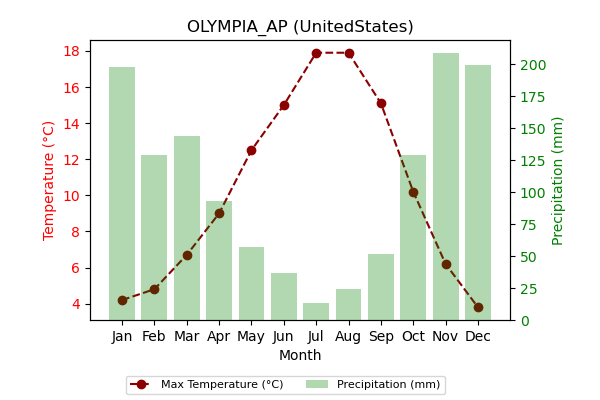 OLYMPIA_AP (UnitedStates)
Temperature (°C)
18
16
14
12
10
8
6
4
200
175
150
125
100
75
50
25
0
Precipitation (mm)
Jan Feb Mar Apr May Jun Jul Aug Sep Oct Nov Dec
Month
Max Temperature (°C) Precipitation (mm)